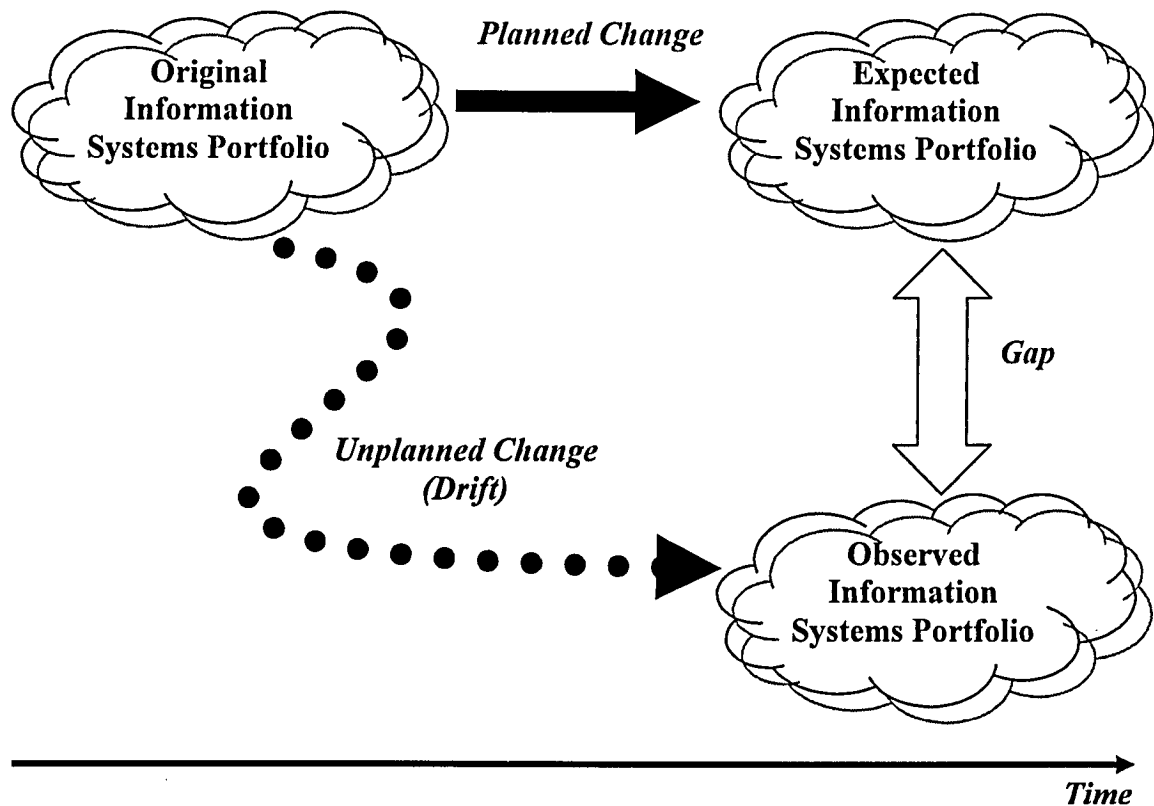 Original
Information
Systems Portfolio
Planned Change
Expected
Information
Systems Portfolio
Gap
Unplanned Change
(Drift)
Observed
Information
Systems Portfolio
Time